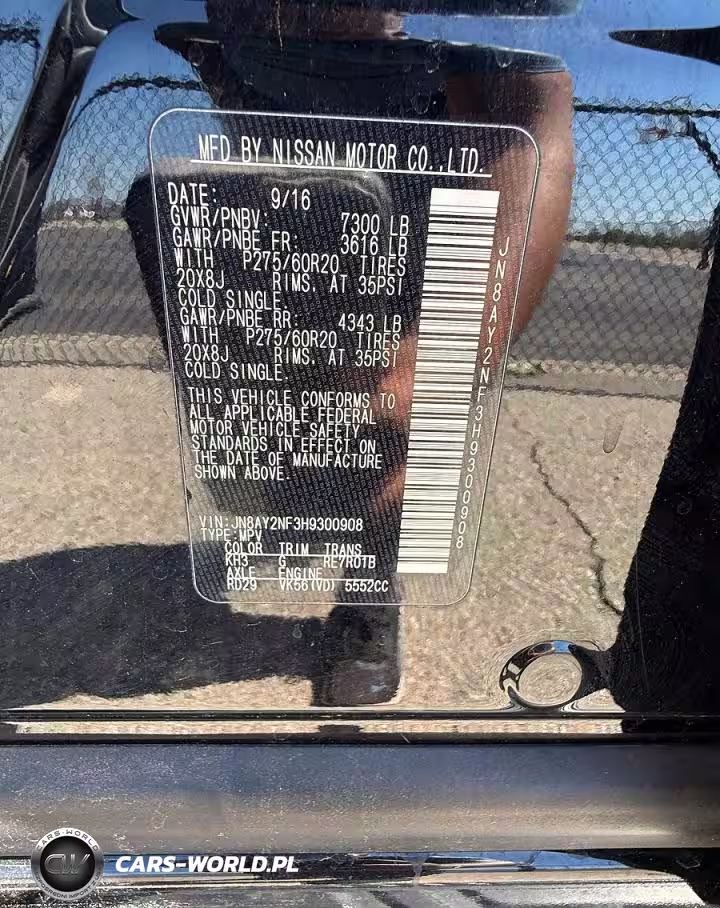 MFD BY NISSAN MOTOR CO.,LTD.
DATE: 9/16
GVWR/PNBV: 7300 LB
GAWR/PNBE FR: 3616 LB
WITH P275/60R20 TIRES
20X8J RIMS, AT 35PSI
COLD SINGLE.
GAWR/PNBE RR: 4343 LB
WITH P275/60R20 TIRES
20X8J RIMS, AT 35PSI
COLD SINGLE.
THIS VEHICLE CONFORMS TO
ALL APPLICABLE FEDERAL
MOTOR VEHICLE SAFETY
STANDARDS IN EFFECT ON
THE DATE OF MANUFACTURE
SHOWN ABOVE.
VIN:JN8AY2NF3H9300908
TYPE:MPV
COLOR TRIM TRANS
KH3 G RE7R01B
AXLE ENGINE
RD29 VK56(VD) 5552CC
JN8AY2NF3H9300908
CARS-WORLD
CW
CARS-WORLD.PL